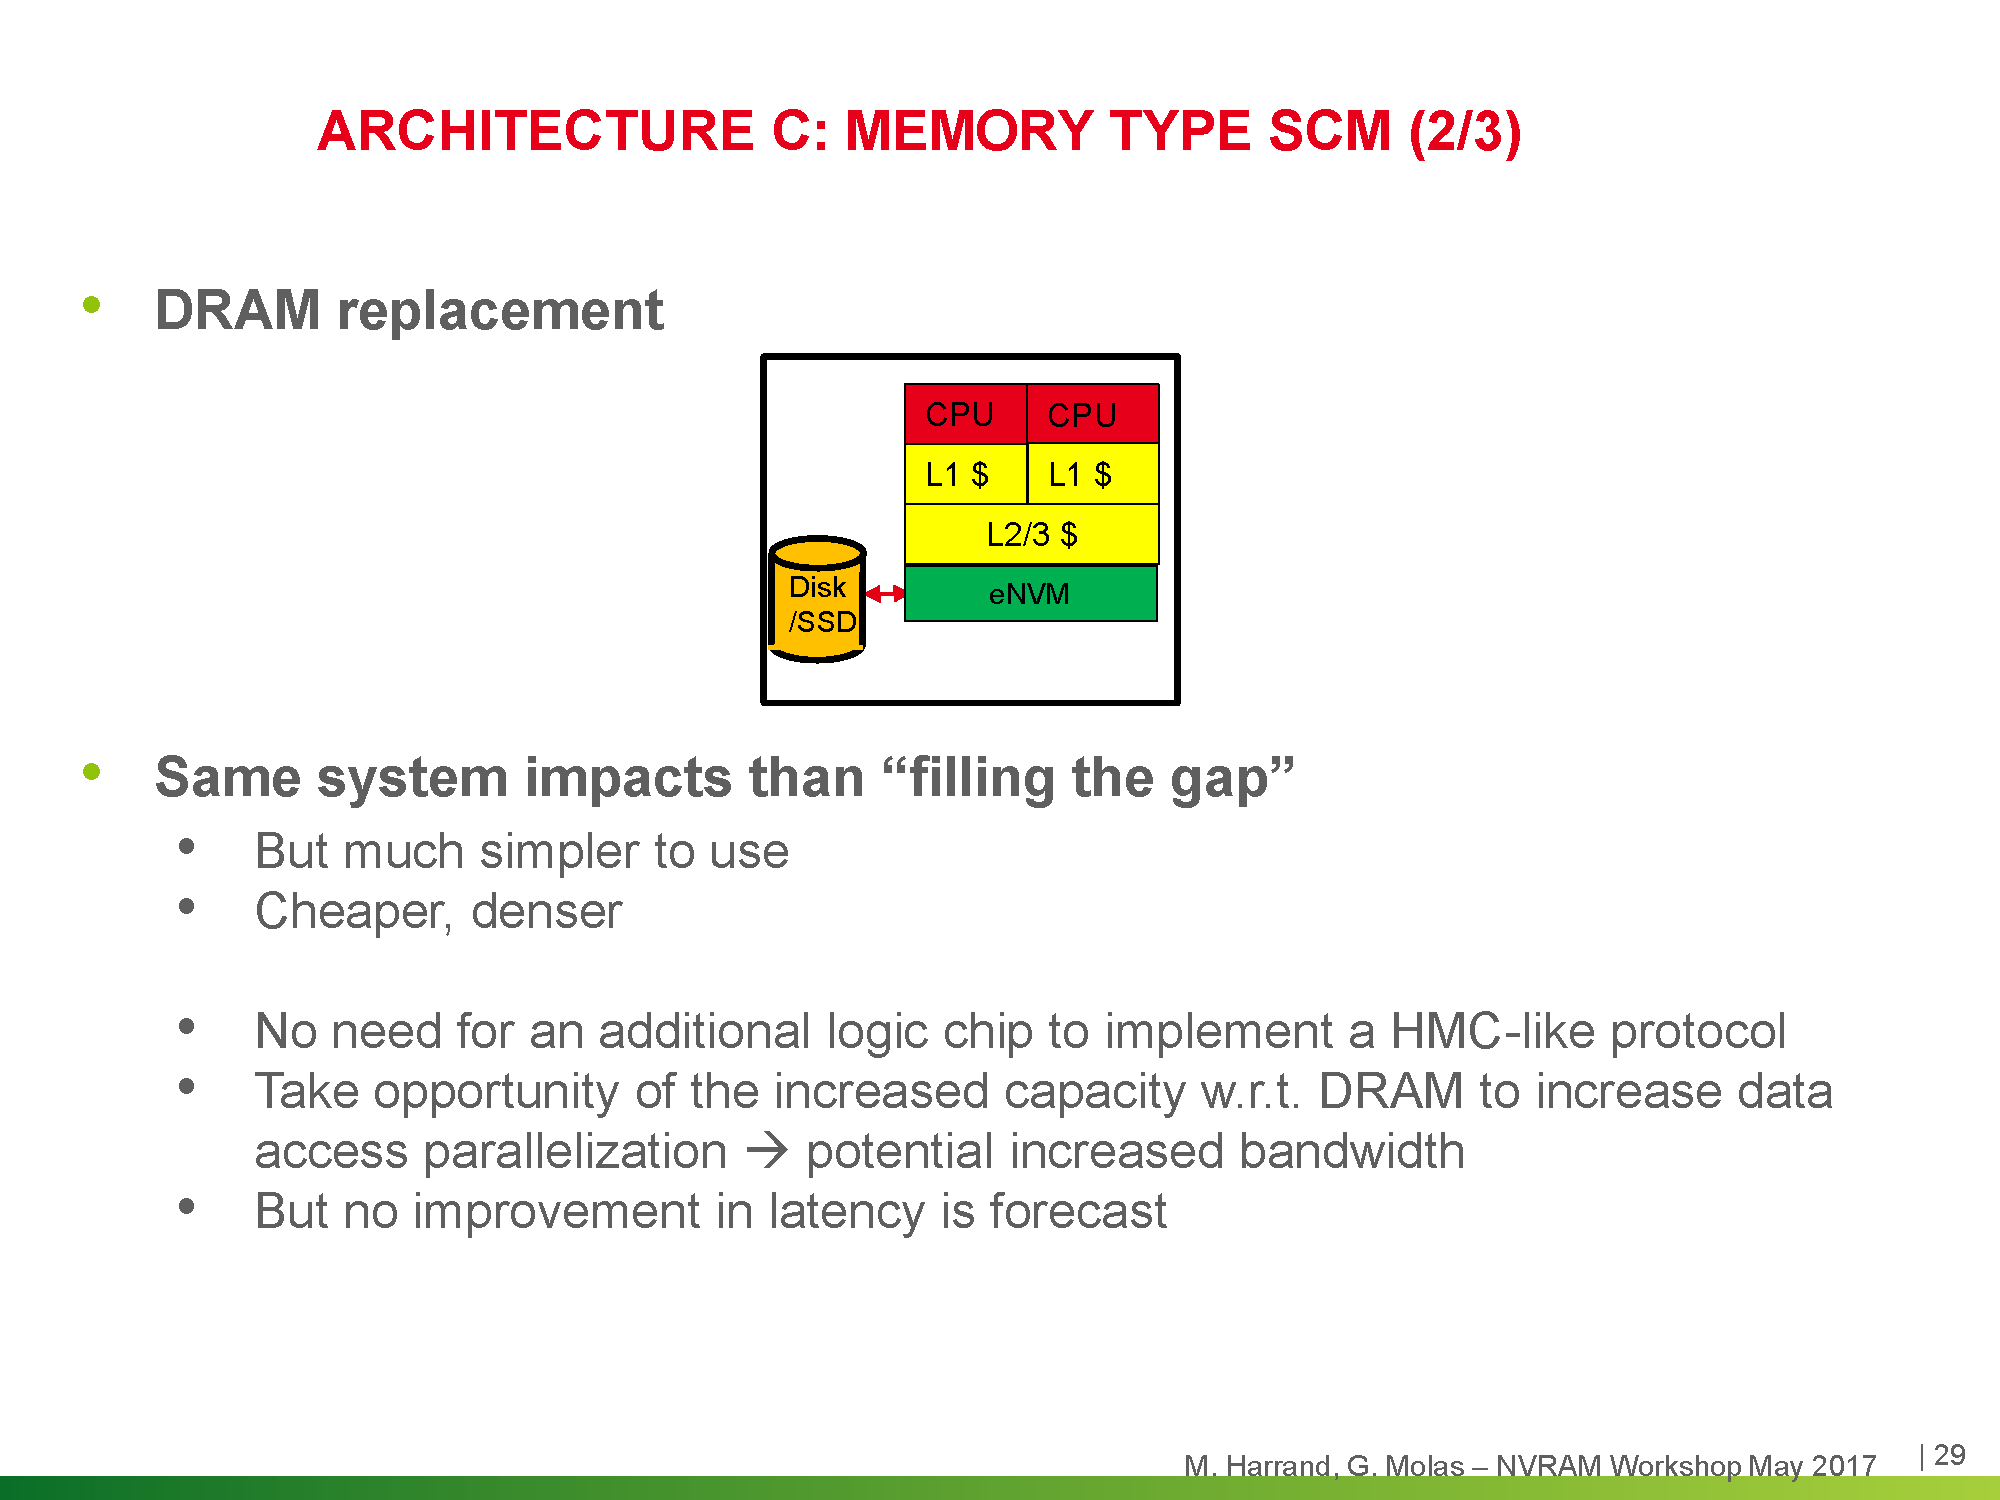 ARCHITECTURE C: MEMORY TYPE SCM (2/3)
• DRAM replacement
CPU CPU
L1 $ L1 $
L2/3 $
Disk
/SSD
eNVM
• Same system impacts than “filling the gap”
• But much simpler to use
• Cheaper, denser
• No need for an additional logic chip to implement a HMC-like protocol
• Take opportunity of the increased capacity w.r.t. DRAM to increase data
access parallelization → potential increased bandwidth
• But no improvement in latency is forecast
M. Harrand, G. Molas – NVRAM Workshop May 2017
| 29